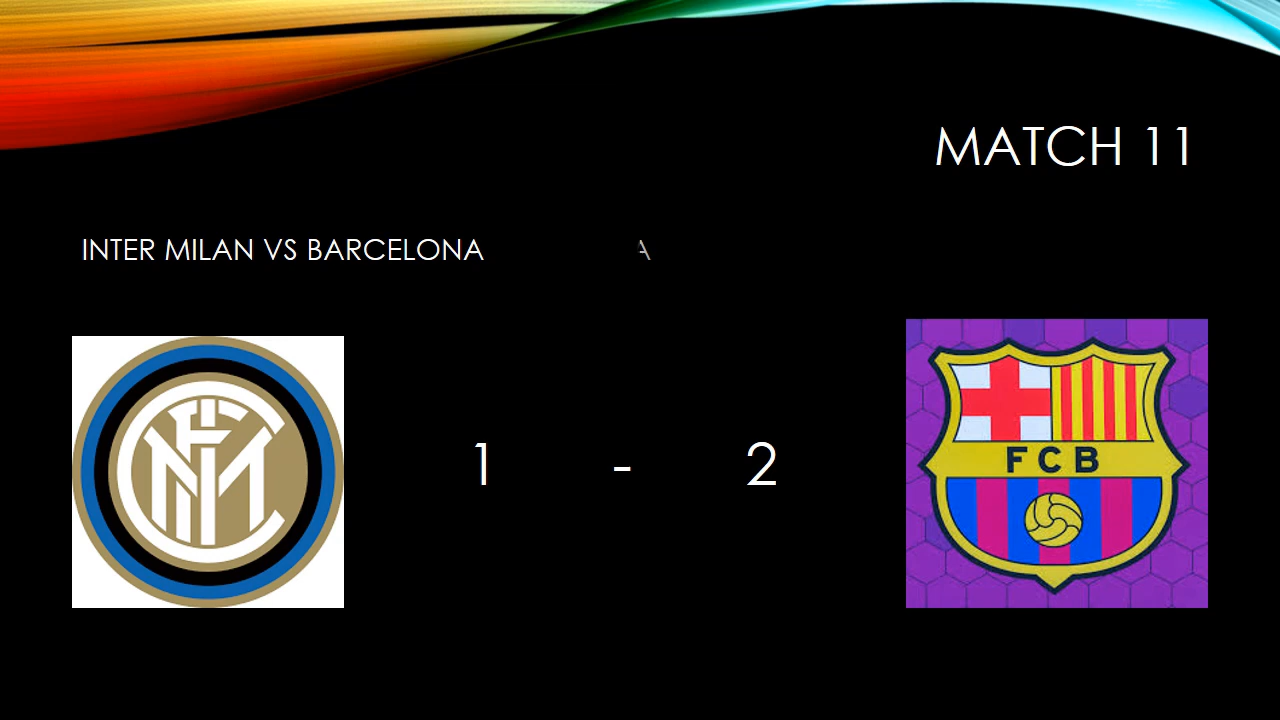 MATCH 11
INTER MILAN VS BARCELONA
A
1 - 2
FCB